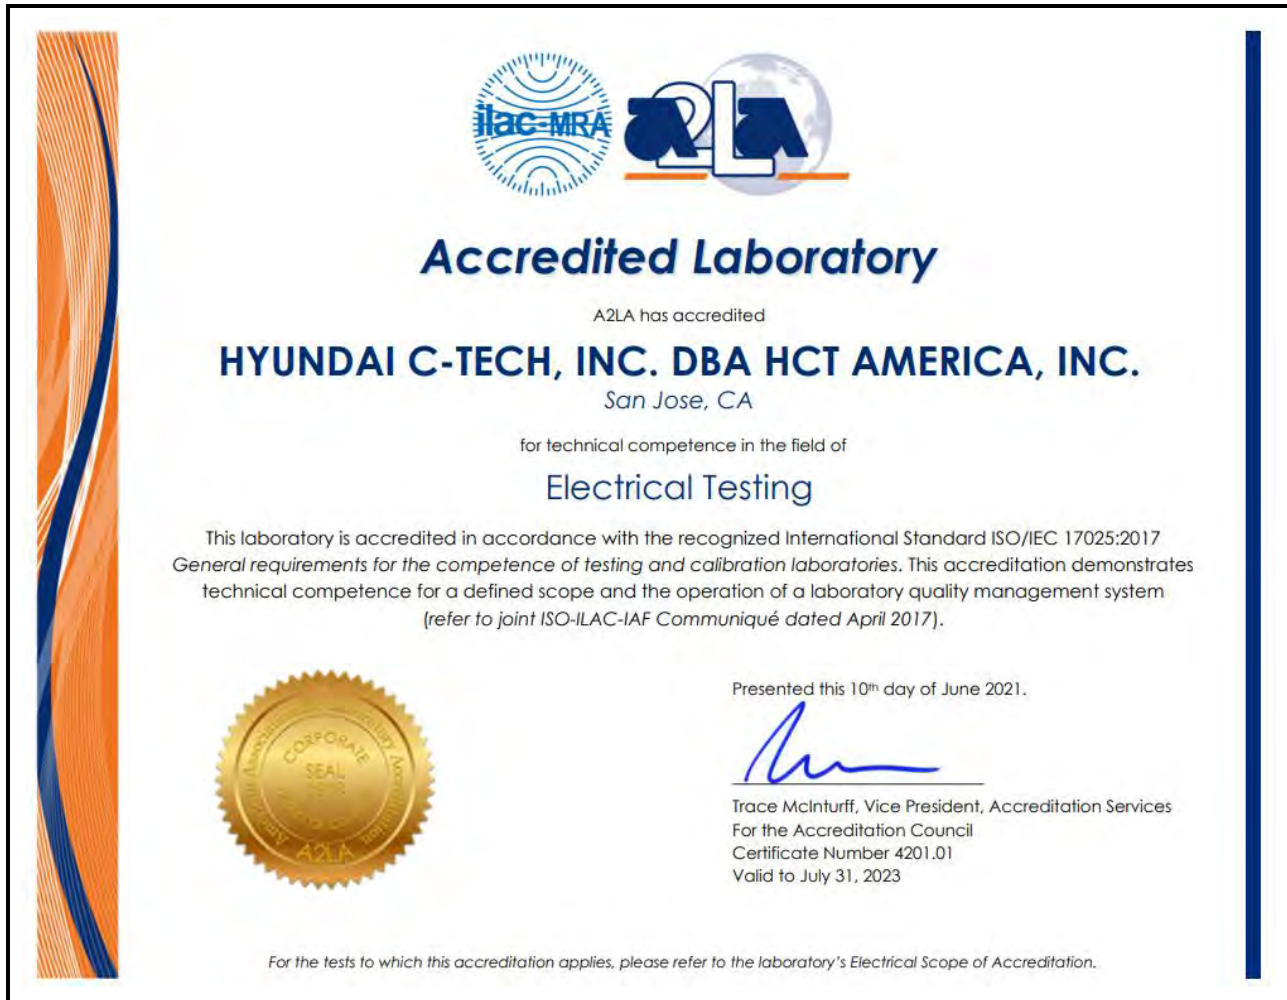 ilac-MRA
a2La
Accredited Laboratory
A2LA has accredited
HYUNDAI C-TECH, INC. DBA HCT AMERICA, INC.
San Jose, CA
for technical competence in the field of
Electrical Testing
This laboratory is accredited in accordance with the recognized International Standard ISO/IEC 17025:2017
General requirements for the competence of testing and calibration laboratories. This accreditation demonstrates
technical competence for a defined scope and the operation of a laboratory quality management system
(refer to joint ISO-ILAC-IAF Communiqué dated April 2017).
CORPORATE
SEAL
A2LA
Presented this 10th day of June 2021.
Trace McInturff, Vice President, Accreditation Services
For the Accreditation Council
Certificate Number 4201.01
Valid to July 31, 2023
For the tests to which this accreditation applies, please refer to the laboratory's Electrical Scope of Accreditation.